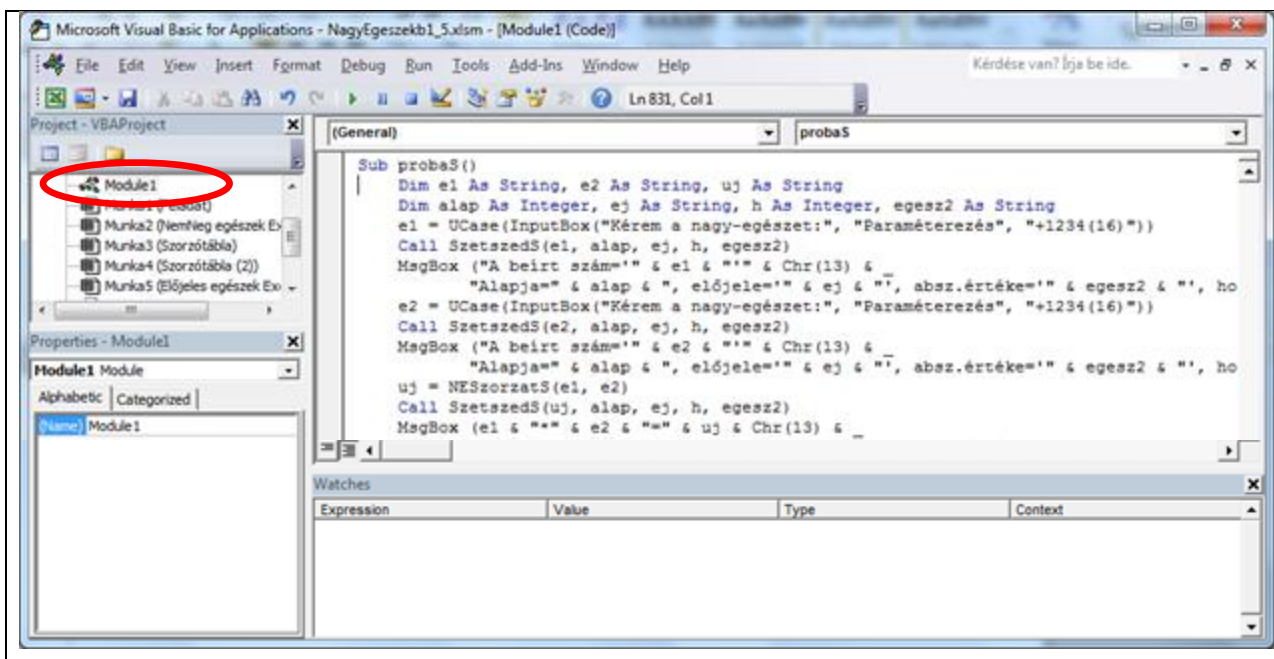 Microsoft Visual Basic for Applications - NagyEgeszekb1_5.xlsm - [Module1 (Code)]
File Edit View Insert Format Debug Run Tools Add-Ins Window Help Kérdése van? Írja be ide.
Ln 831, Col 1
Project - VBAProject
(General) probaS
Module1
Munka2 (NemNeg egészek Ex
Munka3 (Szorzótábla)
Munka4 (Szorzótábla (2))
Munka5 (Előjeles egészek Ex
Properties - Module1
Module1 Module
Alphabetic Categorized
(Name) Module1
Sub probaS()
Dim e1 As String, e2 As String, uj As String
Dim alap As Integer, ej As String, h As Integer, egesz2 As String
e1 = UCase(InputBox("Kérem a nagy-egészet:", "Paraméterezés", "+1234(16)"))
Call SzetszedS(e1, alap, ej, h, egesz2)
MsgBox ("A beírt szám='" & e1 & "'" & Chr(13) & _
"Alapja=" & alap & ", előjele='" & ej & "', absz.értéke='" & egesz2 & "', ho
e2 = UCase(InputBox("Kérem a nagy-egészet:", "Paraméterezés", "+1234(16)"))
Call SzetszedS(e2, alap, ej, h, egesz2)
MsgBox ("A beírt szám='" & e2 & "'" & Chr(13) & _
"Alapja=" & alap & ", előjele='" & ej & "', absz.értéke='" & egesz2 & "', ho
uj = NESzorzatS(e1, e2)
Call SzetszedS(uj, alap, ej, h, egesz2)
MsgBox (e1 & "*" & e2 & "=" & uj & Chr(13) & _
Watches
Expression Value Type Context